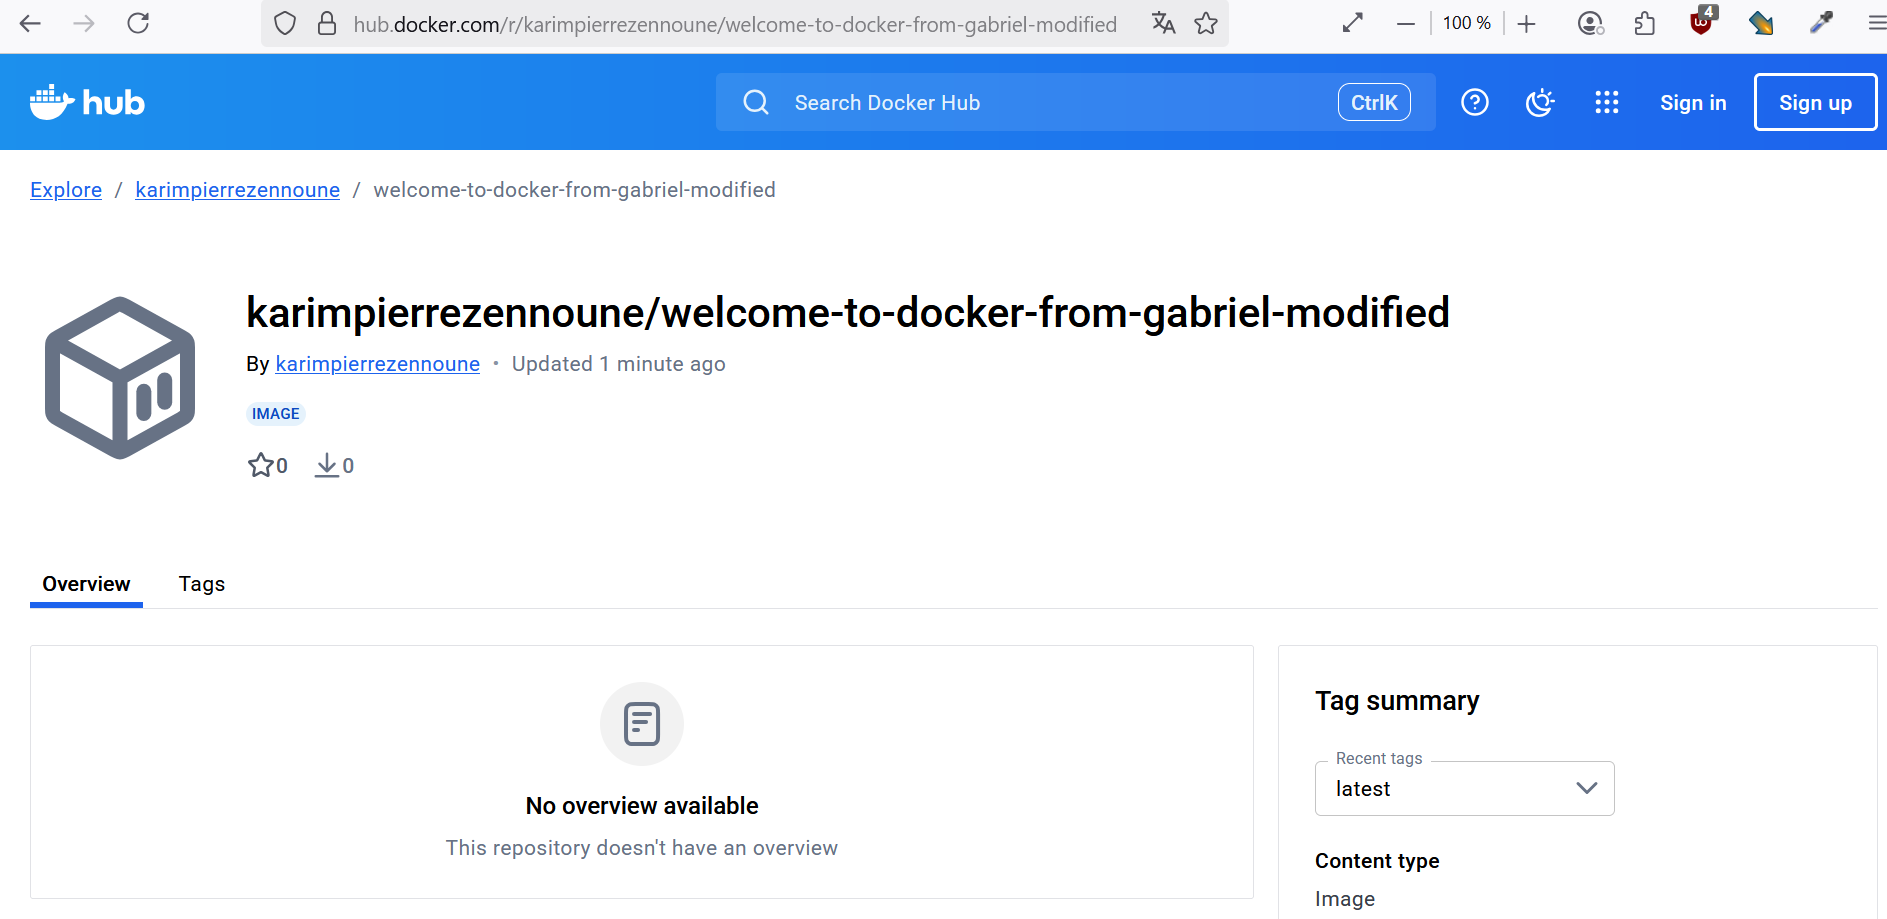 hub.docker.com/r/karimpierrezennoune/welcome-to-docker-from-gabriel-modified
100 %
4
hub
Search Docker Hub
CtrlK
Sign in
Sign up
Explore / karimpierrezennoune / welcome-to-docker-from-gabriel-modified
karimpierrezennoune/welcome-to-docker-from-gabriel-modified
By karimpierrezennoune • Updated 1 minute ago
IMAGE
0 0
Overview
Tags
No overview available
This repository doesn't have an overview
Tag summary
Recent tags
latest
Content type
Image